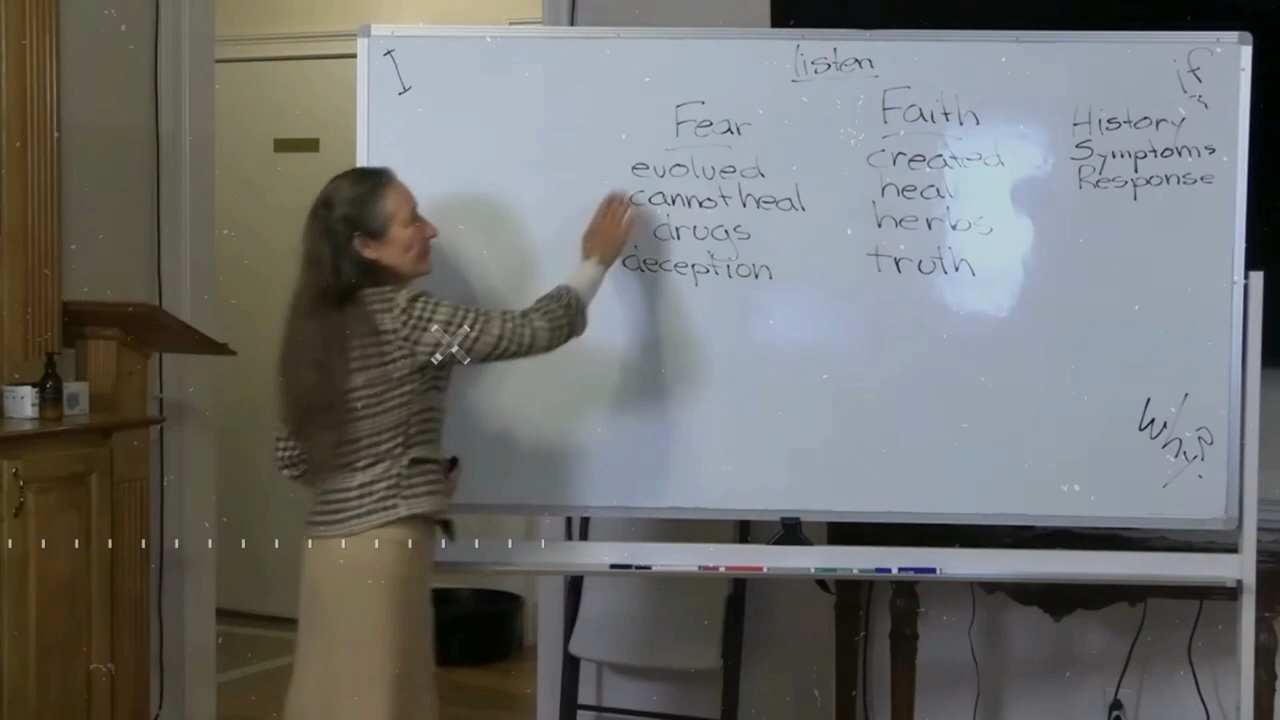 I
listen
if
Fear
evolved
cannot heal
drugs
deception
Faith
created
heal
herbs
truth
History
Symptoms
Response
Why?